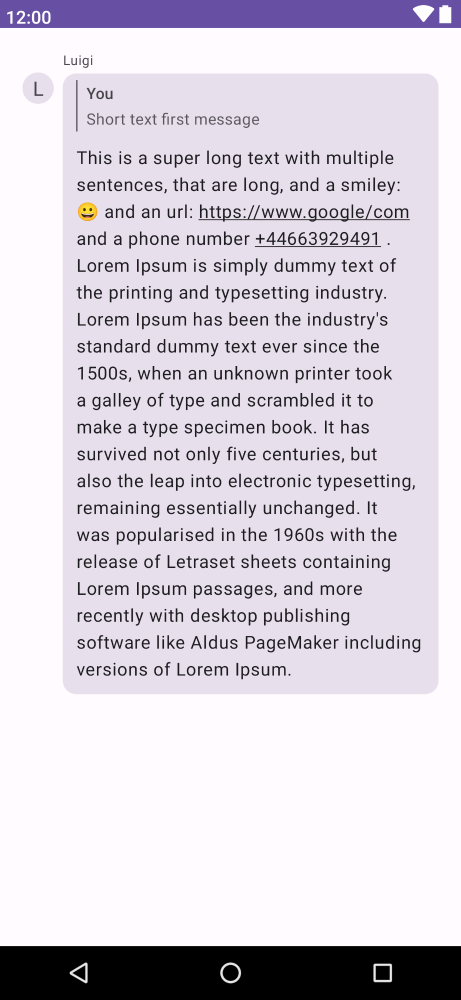 12:00
Luigi
L
You
Short text first message
This is a super long text with multiple
sentences, that are long, and a smiley:
😀 and an url: https://www.google/com
and a phone number +44663929491 .
Lorem Ipsum is simply dummy text of
the printing and typesetting industry.
Lorem Ipsum has been the industry's
standard dummy text ever since the
1500s, when an unknown printer took
a galley of type and scrambled it to
make a type specimen book. It has
survived not only five centuries, but
also the leap into electronic typesetting,
remaining essentially unchanged. It
was popularised in the 1960s with the
release of Letraset sheets containing
Lorem Ipsum passages, and more
recently with desktop publishing
software like Aldus PageMaker including
versions of Lorem Ipsum.